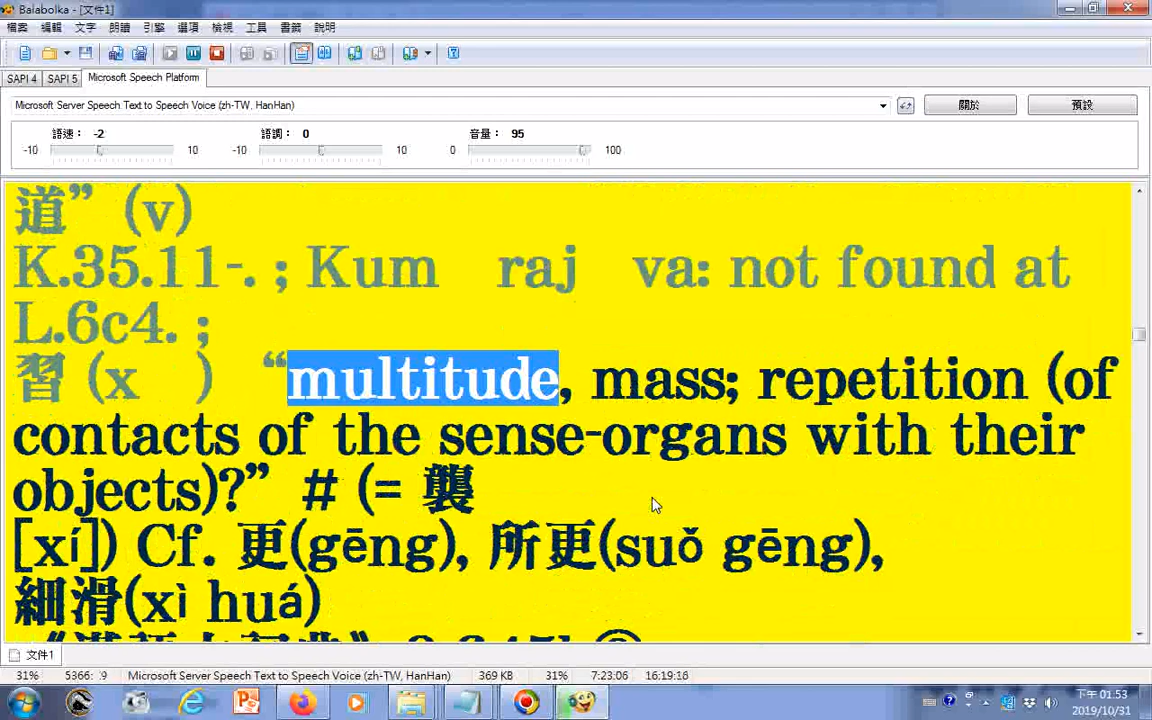 Balabolka - [文件1]
檔案 編輯 文字 朗讀 引擎 選項 檢視 工具 書籤 說明
SAPI 4 SAPI 5 Microsoft Speech Platform
Microsoft Server Speech Text to Speech Voice (zh-TW, HanHan) 關於 預設
語速： -2 語調： 0 音量： 95
-10 10 -10 10 0 100
道” (v)
K.35.11-. ; Kum raj va: not found at
L.6c4. ;
習 (x ) “multitude, mass; repetition (of
contacts of the sense-organs with their
objects)?” # (= 襲
[xí]) Cf. 更(gēng), 所更(suǒ gēng),
細滑(xì huá)
文件1
31% Microsoft Server Speech Text to Speech Voice (zh-TW, HanHan) 369 KB 31% 7:23:06 16:19:16
下午 01:53
2019/10/31